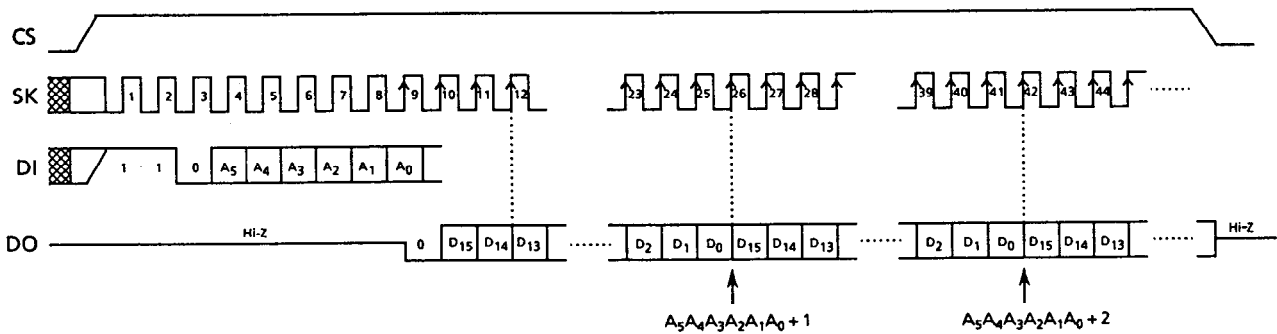 CS
SK 1 2 3 4 5 6 7 8 9 10 11 12 23 24 25 26 27 28 39 40 41 42 43 44
DI 1 1 0 A₅ A₄ A₃ A₂ A₁ A₀
DO Hi-Z 0 D₁₅ D₁₄ D₁₃ D₂ D₁ D₀ D₁₅ D₁₄ D₁₃ D₂ D₁ D₀ D₁₅ D₁₄ D₁₃ Hi-Z
A₅A₄A₃A₂A₁A₀ + 1 A₅A₄A₃A₂A₁A₀ + 2